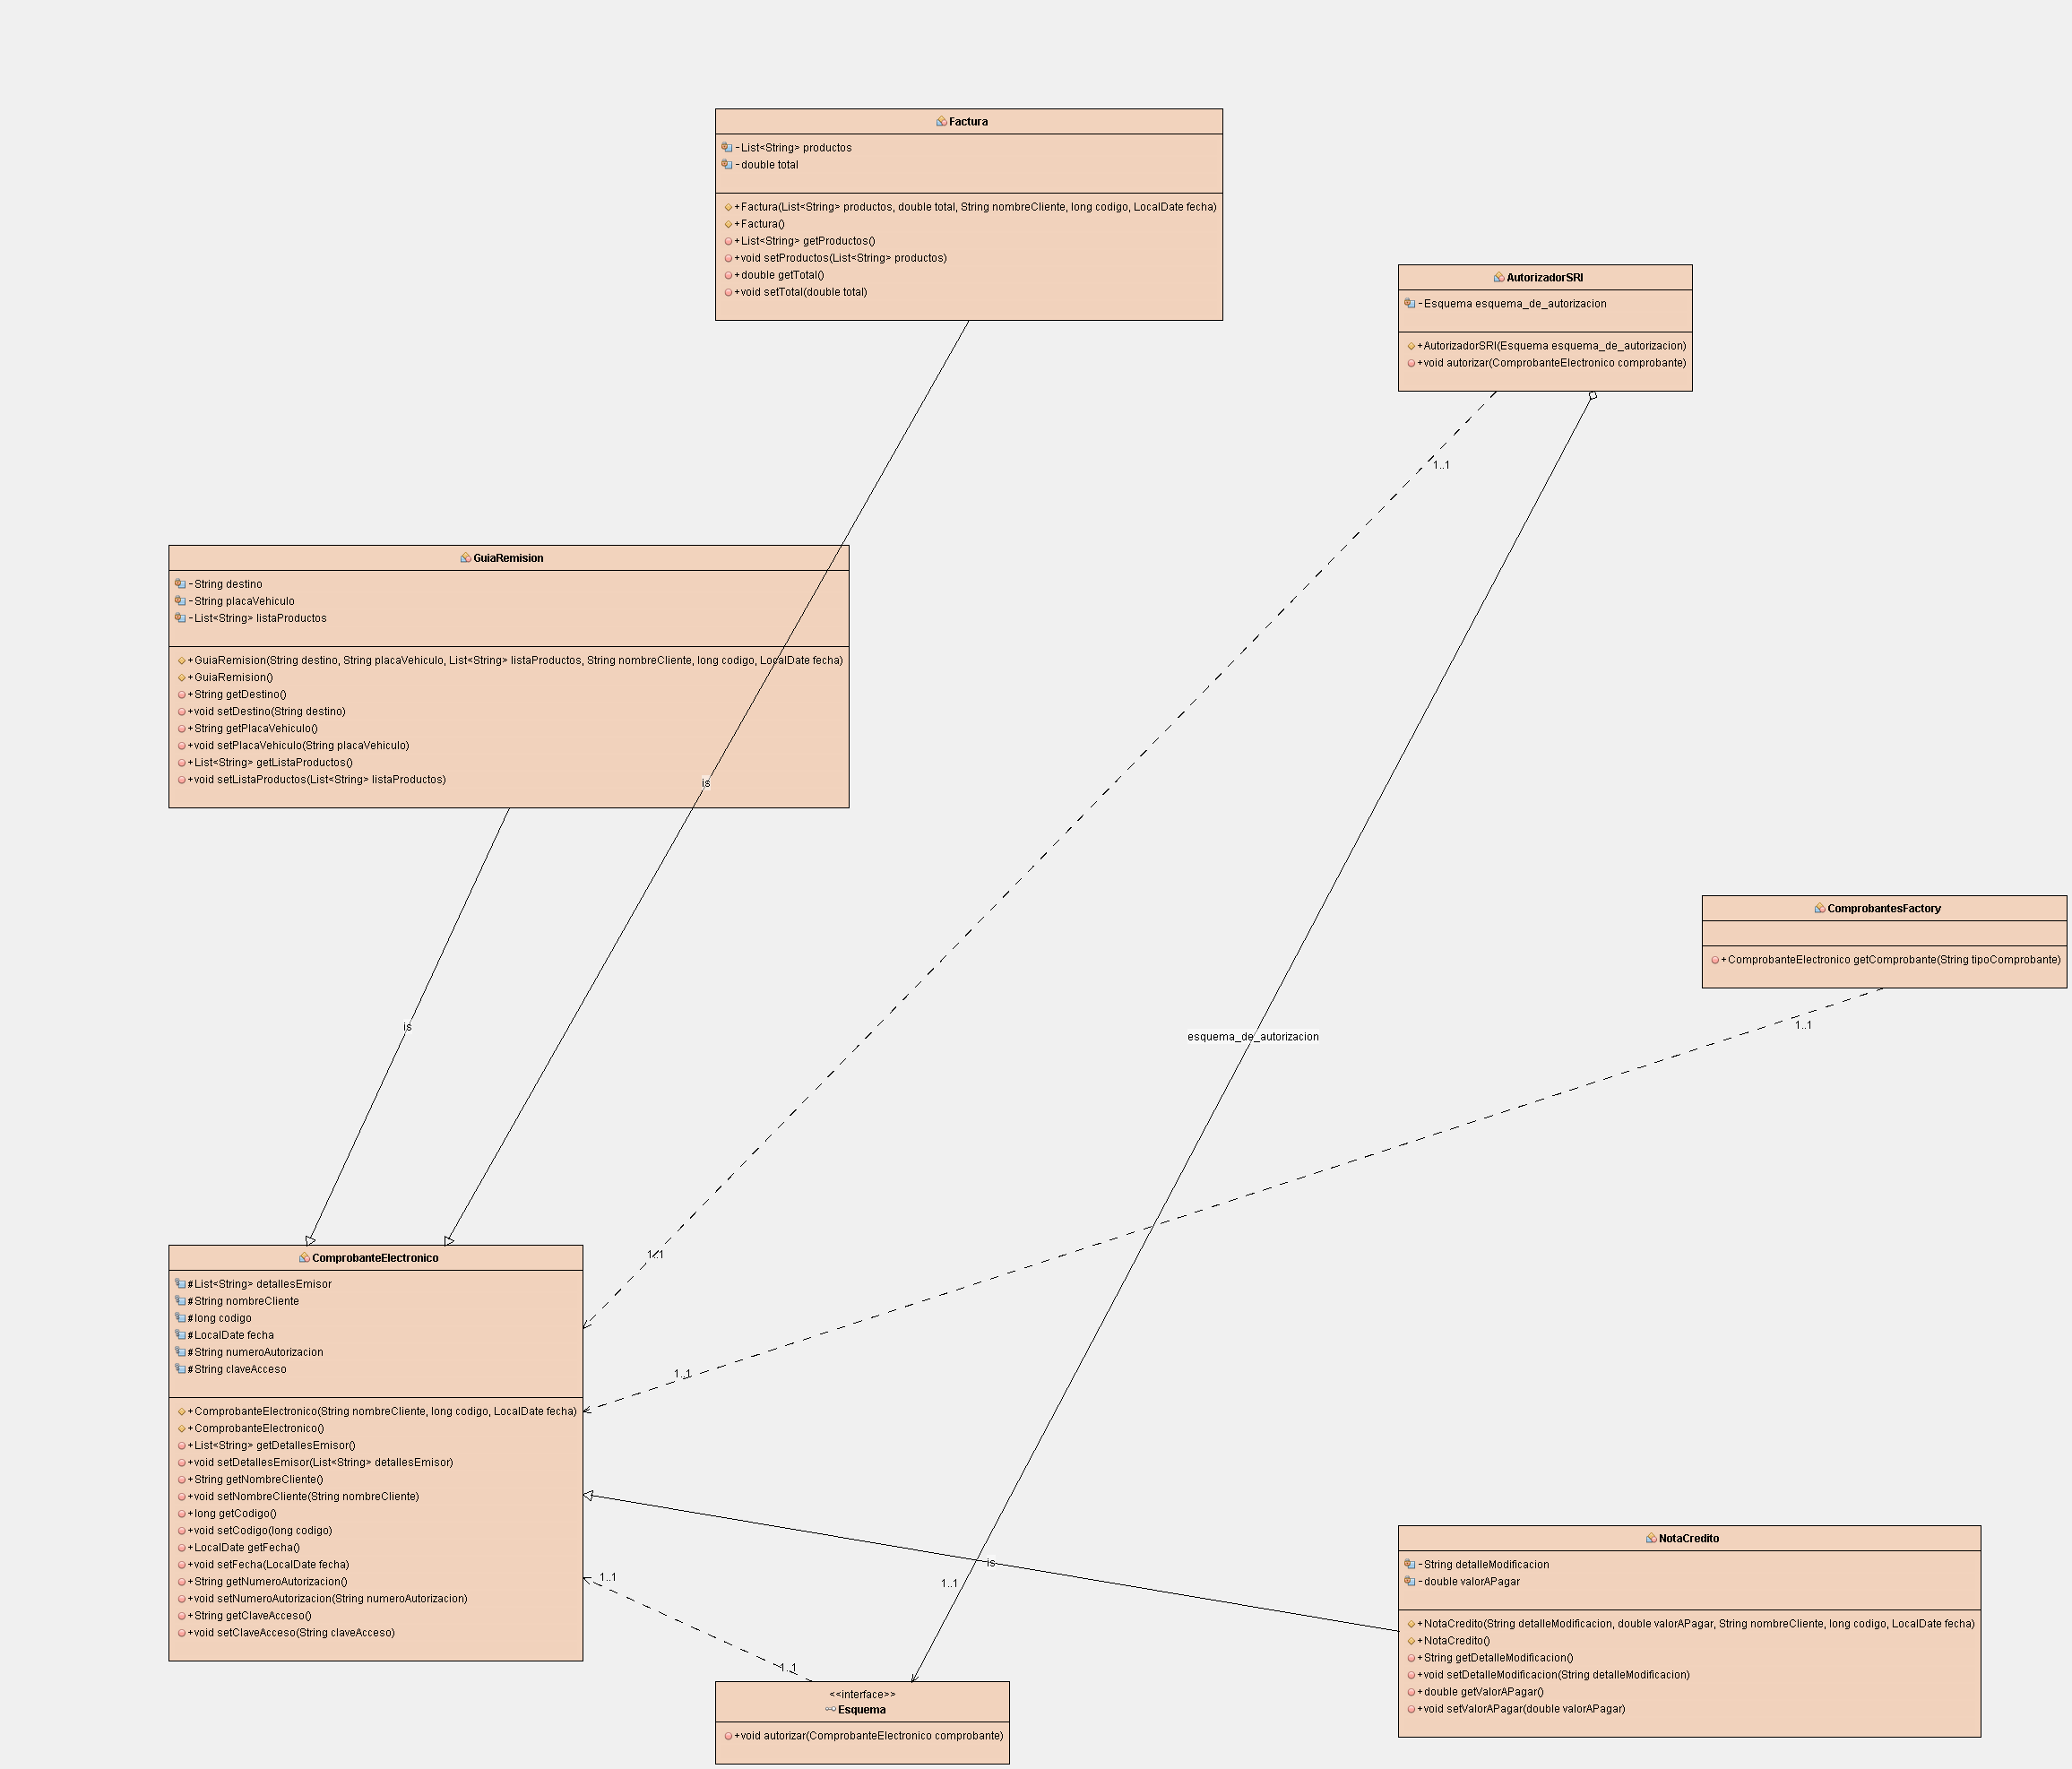 Factura
-List<String> productos
-double total
+Factura(List<String> productos, double total, String nombreCliente, long codigo, LocalDate fecha)
+Factura()
+List<String> getProductos()
+void setProductos(List<String> productos)
+double getTotal()
+void setTotal(double total)
AutorizadorSRI
-Esquema esquema_de_autorizacion
+AutorizadorSRI(Esquema esquema_de_autorizacion)
+void autorizar(ComprobanteElectronico comprobante)
1..1
GuiaRemision
-String destino
-String placaVehiculo
-List<String> listaProductos
+GuiaRemision(String destino, String placaVehiculo, List<String> listaProductos, String nombreCliente, long codigo, LocalDate fecha)
+GuiaRemision()
+String getDestino()
+void setDestino(String destino)
+String getPlacaVehiculo()
+void setPlacaVehiculo(String placaVehiculo)
+List<String> getListaProductos()
+void setListaProductos(List<String> listaProductos)
is
ComprobantesFactory
+ComprobanteElectronico getComprobante(String tipoComprobante)
is
1..1
esquema_de_autorizacion
1..1
ComprobanteElectronico
#List<String> detallesEmisor
#String nombreCliente
#long codigo
#LocalDate fecha
#String numeroAutorizacion
#String claveAcceso
1..1
+ComprobanteElectronico(String nombreCliente, long codigo, LocalDate fecha)
+ComprobanteElectronico()
+List<String> getDetallesEmisor()
+void setDetallesEmisor(List<String> detallesEmisor)
+String getNombreCliente()
+void setNombreCliente(String nombreCliente)
+long getCodigo()
+void setCodigo(long codigo)
+LocalDate getFecha()
+void setFecha(LocalDate fecha)
+String getNumeroAutorizacion()
+void setNumeroAutorizacion(String numeroAutorizacion)
+String getClaveAcceso()
+void setClaveAcceso(String claveAcceso)
is
1..1
1..1
1..1
NotaCredito
-String detalleModificacion
-double valorAPagar
+NotaCredito(String detalleModificacion, double valorAPagar, String nombreCliente, long codigo, LocalDate fecha)
+NotaCredito()
+String getDetalleModificacion()
+void setDetalleModificacion(String detalleModificacion)
+double getValorAPagar()
+void setValorAPagar(double valorAPagar)
<<interface>>
Esquema
+void autorizar(ComprobanteElectronico comprobante)